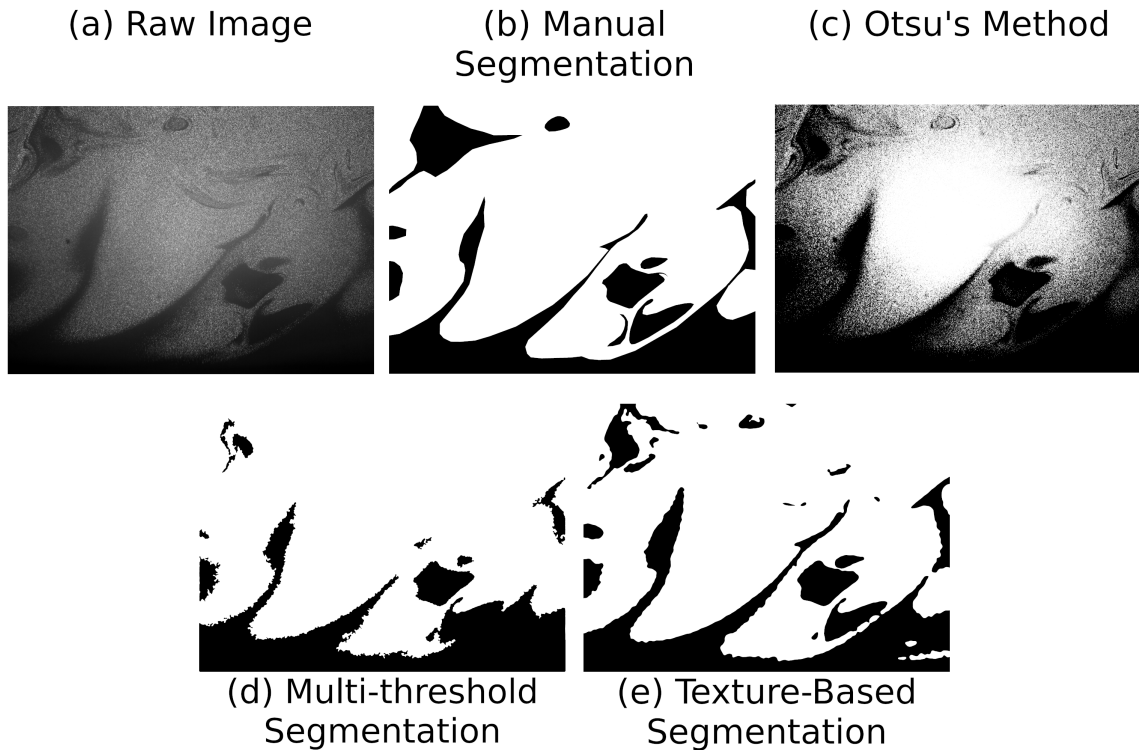 (a) Raw Image
(b) Manual
Segmentation
(c) Otsu's Method
(d) Multi-threshold
Segmentation
(e) Texture-Based
Segmentation